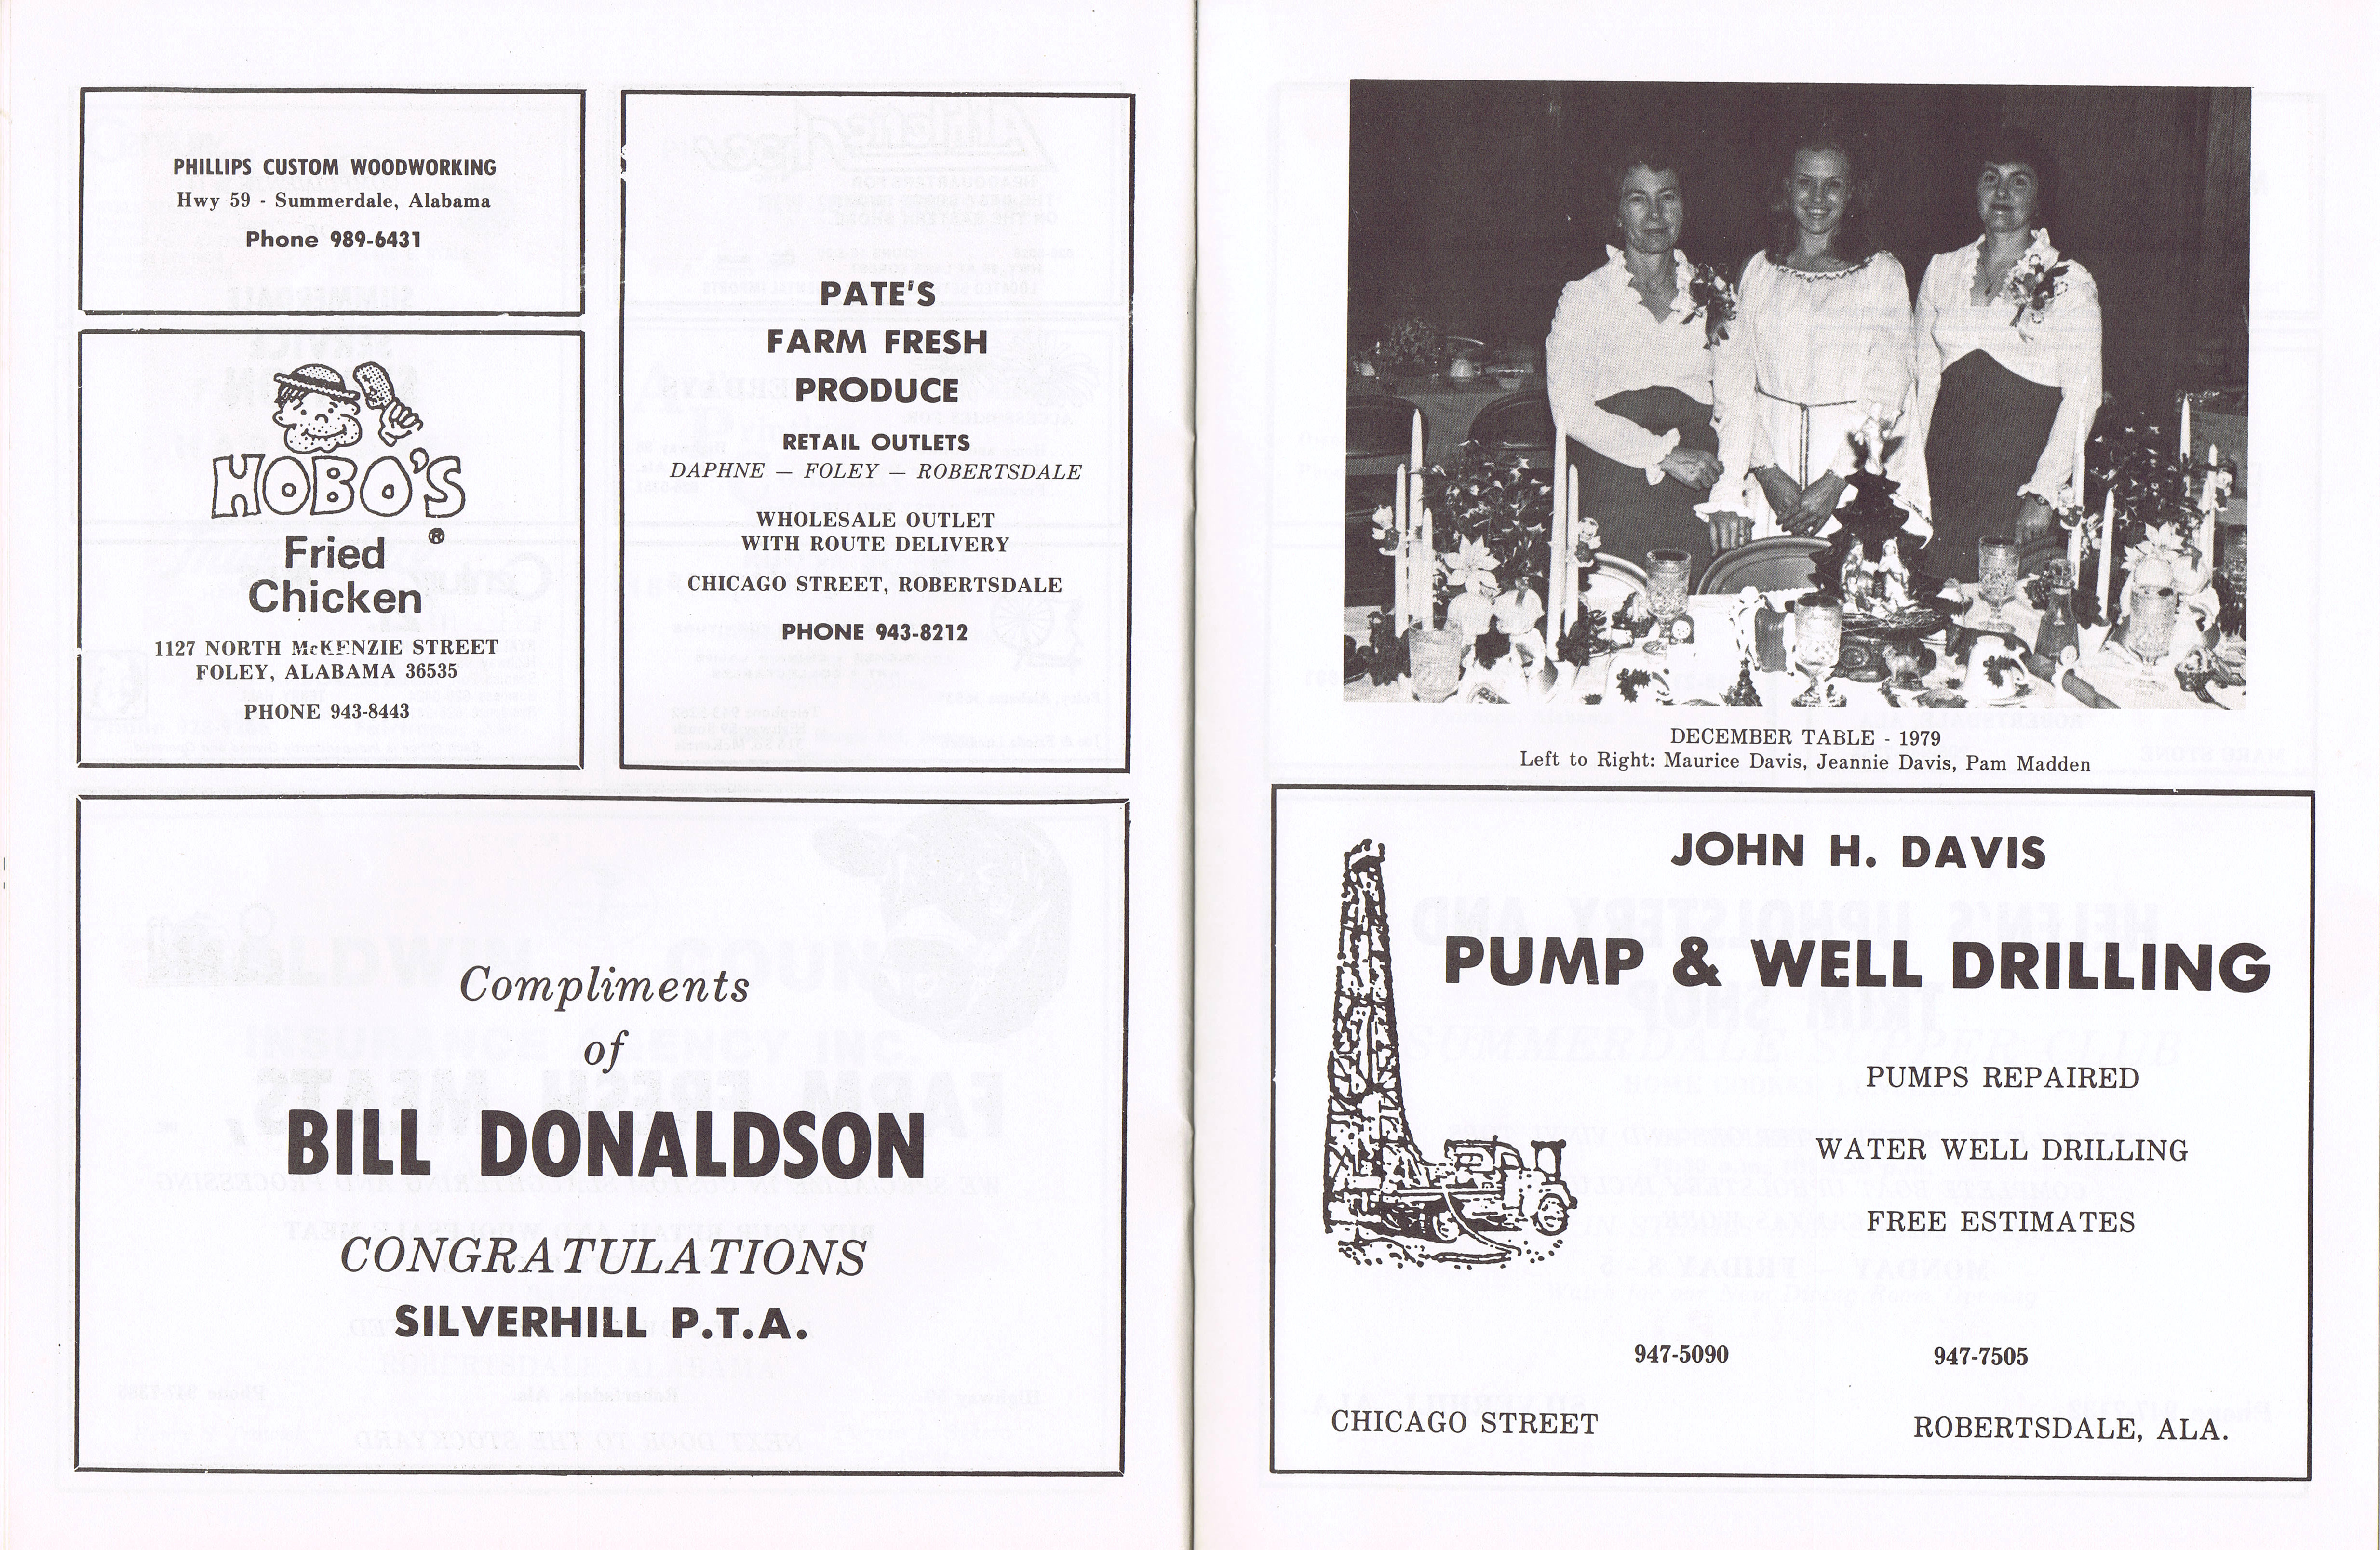 PHILLIPS CUSTOM WOODWORKING
Hwy 59 - Summerdale, Alabama
Phone 989-6431
HOBO'S
®
Fried
Chicken
1127 NORTH McKENZIE STREET
FOLEY, ALABAMA 36535
PHONE 943-8443
PATE'S
FARM FRESH
PRODUCE
RETAIL OUTLETS
DAPHNE — FOLEY — ROBERTSDALE
WHOLESALE OUTLET
WITH ROUTE DELIVERY
CHICAGO STREET, ROBERTSDALE
PHONE 943-8212
Compliments
of
BILL DONALDSON
CONGRATULATIONS
SILVERHILL P.T.A.
DECEMBER TABLE - 1979
Left to Right: Maurice Davis, Jeannie Davis, Pam Madden
JOHN H. DAVIS
PUMP & WELL DRILLING
PUMPS REPAIRED
WATER WELL DRILLING
FREE ESTIMATES
947-5090 947-7505
CHICAGO STREET ROBERTSDALE, ALA.